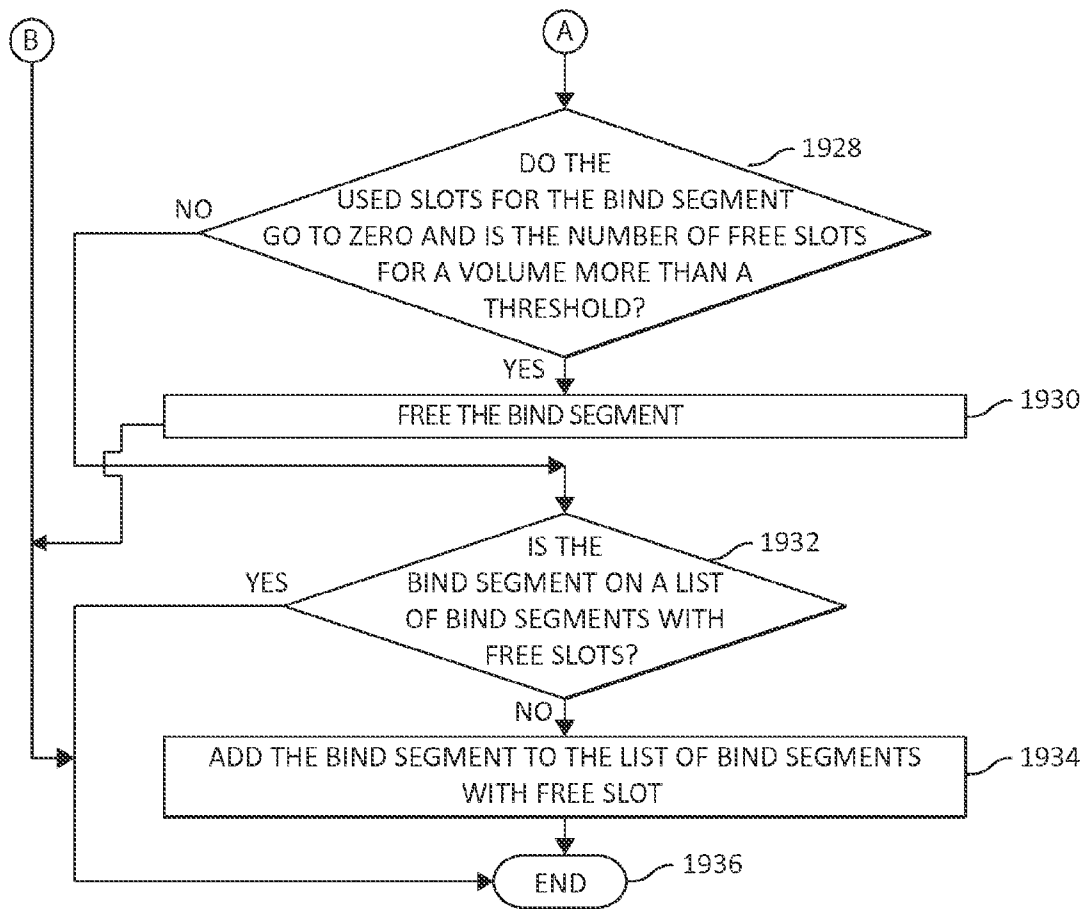 B
A
1928
DO THE
USED SLOTS FOR THE BIND SEGMENT
GO TO ZERO AND IS THE NUMBER OF FREE SLOTS
FOR A VOLUME MORE THAN A
THRESHOLD?
NO
YES
FREE THE BIND SEGMENT
1930
1932
IS THE
BIND SEGMENT ON A LIST
OF BIND SEGMENTS WITH
FREE SLOTS?
YES
NO
ADD THE BIND SEGMENT TO THE LIST OF BIND SEGMENTS
WITH FREE SLOT
1934
END
1936